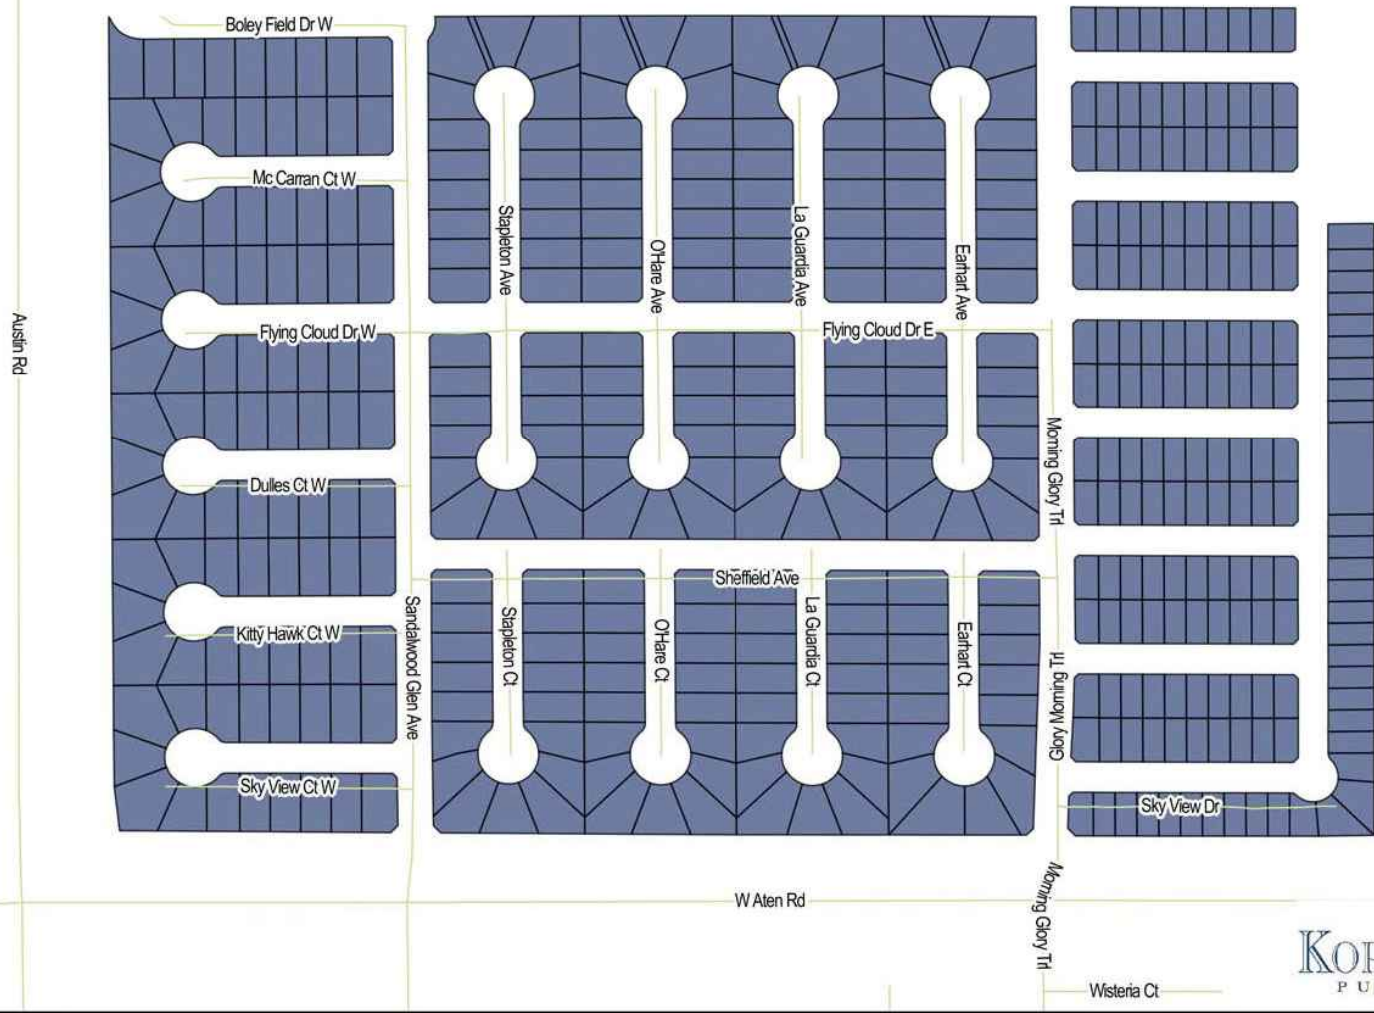 Boley Field Dr W
Mc Carran Ct W
Stapleton Ave
O'Hare Ave
La Guardia Ave
Earhart Ave
Austin Rd
Flying Cloud Dr W
Flying Cloud Dr E
Morning Glory Trl
Dulles Ct W
Sheffield Ave
Sandalwood Glen Ave
Kitty Hawk Ct W
Stapleton Ct
O'Hare Ct
La Guardia Ct
Earhart Ct
Glory Morning Trl
Sky View Ct W
Sky View Dr
W Aten Rd
Morning Glory Trl
Wisteria Ct